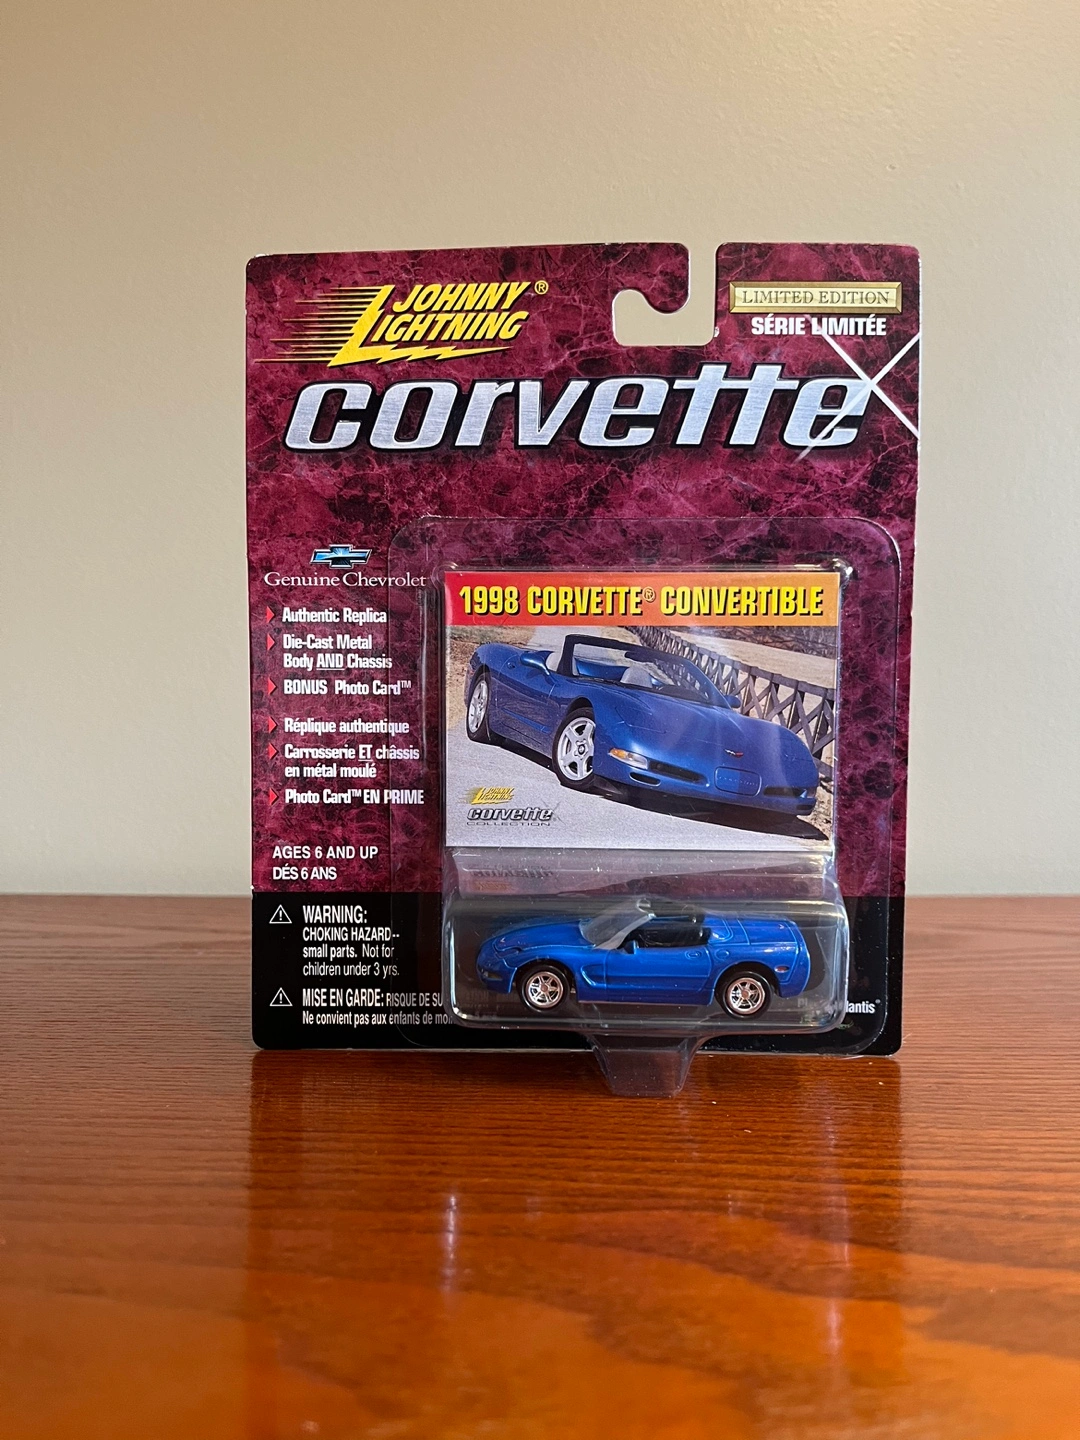 JOHNNY
LIGHTNING®
LIMITED EDITION
SÉRIE LIMITÉE
corvette
Genuine Chevrolet
Authentic Replica
Die-Cast Metal
Body AND Chassis
BONUS Photo Card™
Réplique authentique
Carrosserie ET châssis
en métal moulé
Photo Card™ EN PRIME
AGES 6 AND UP
DÉS 6 ANS
WARNING:
CHOKING HAZARD--
small parts. Not for
children under 3 yrs.
MISE EN GARDE: RISQUE DE
Ne convient pas aux enfants de
1998 CORVETTE® CONVERTIBLE
JOHNNY
LIGHTNING
corvette
COLLECTION